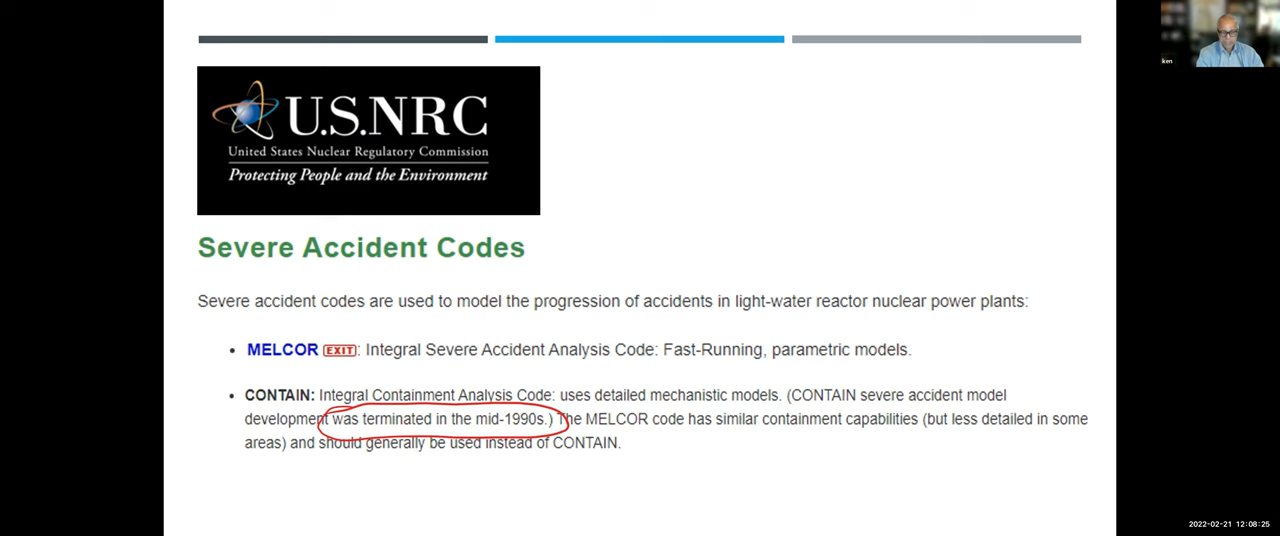 ken
U.S.NRC
United States Nuclear Regulatory Commission
Protecting People and the Environment
Severe Accident Codes
Severe accident codes are used to model the progression of accidents in light-water reactor nuclear power plants:
• MELCOR EXIT: Integral Severe Accident Analysis Code: Fast-Running, parametric models.
• CONTAIN: Integral Containment Analysis Code: uses detailed mechanistic models. (CONTAIN severe accident model
development was terminated in the mid-1990s.) The MELCOR code has similar containment capabilities (but less detailed in some
areas) and should generally be used instead of CONTAIN.
2022-02-21 12:08:25